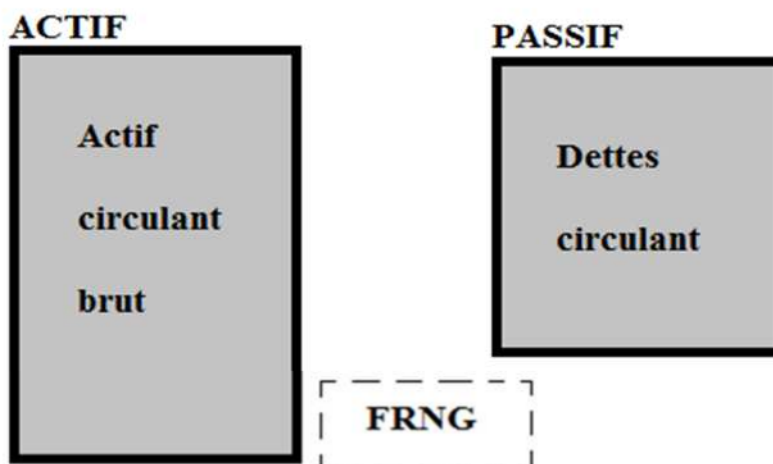 ACTIF
Actif
circulant
brut
PASSIF
Dettes
circulant
FRNG